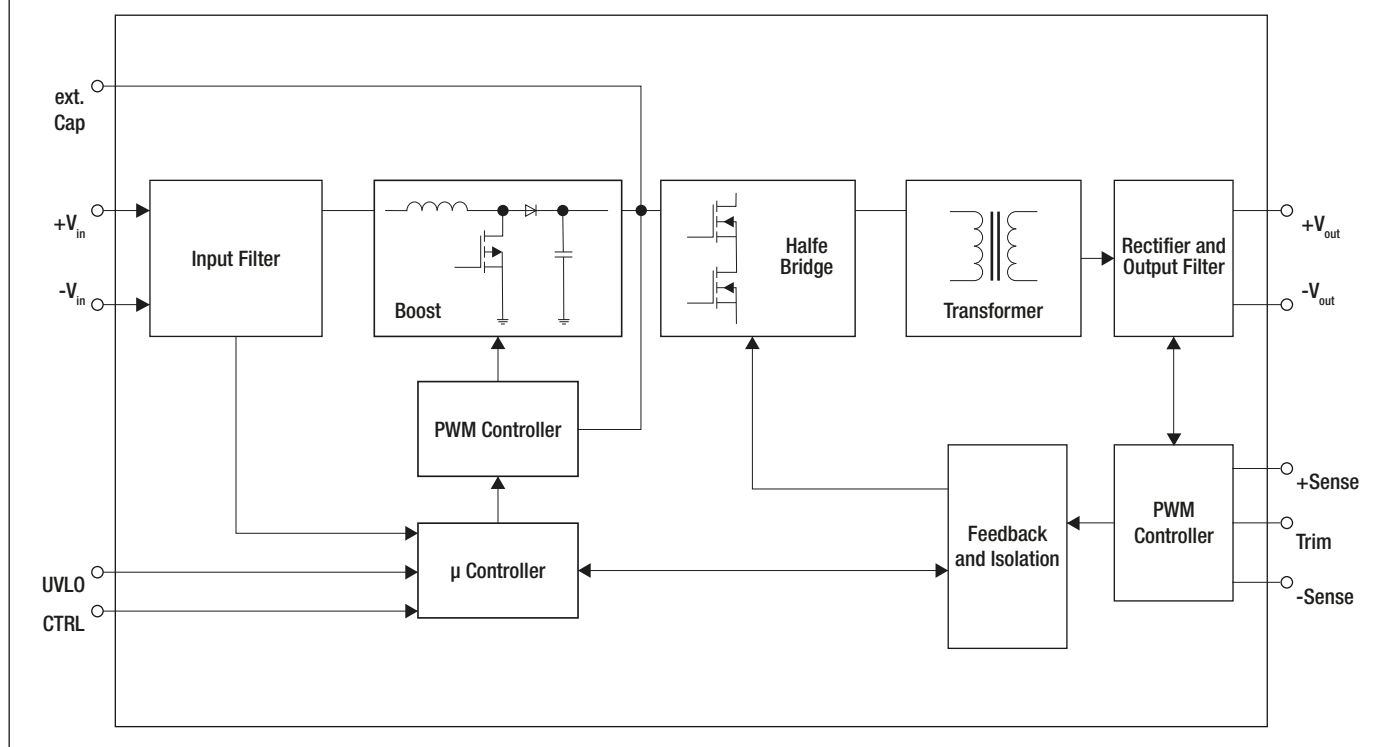 ext.
Cap
+Vin
-Vin
Input Filter
Boost
Halfe
Bridge
Transformer
Rectifier and
Output Filter
+Vout
-Vout
PWM Controller
μ Controller
UVLO
CTRL
Feedback
and Isolation
PWM
Controller
+Sense
Trim
-Sense